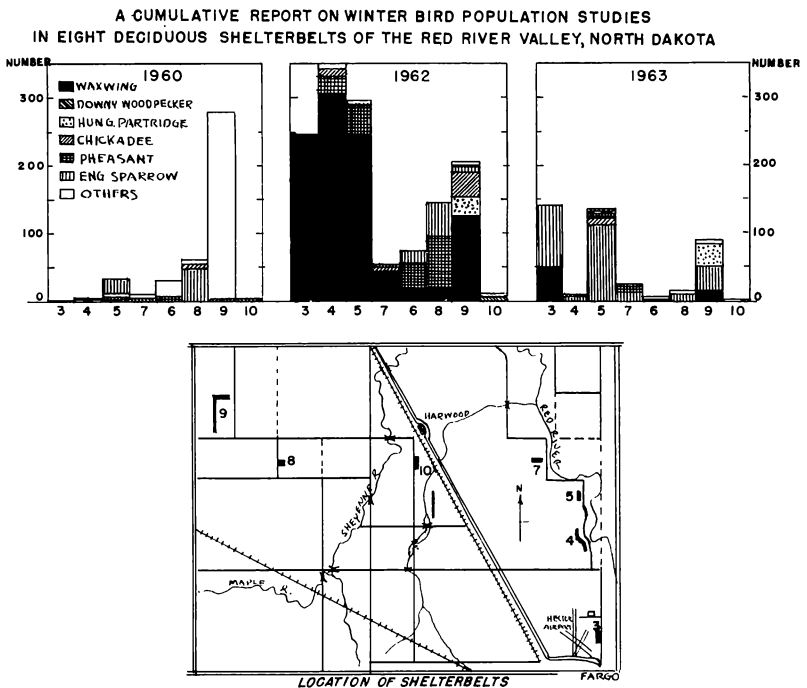 A CUMULATIVE REPORT ON WINTER BIRD POPULATION STUDIES
IN EIGHT DECIDUOUS SHELTERBELTS OF THE RED RIVER VALLEY, NORTH DAKOTA
NUMBER
1960
1962
1963
NUMBER
WAXWING
DOWNY WOODPECKER
HUNG. PARTRIDGE
CHICKADEE
PHEASANT
ENG SPARROW
OTHERS
300
200
100
0
300
200
100
0
3 4 5 7 6 8 9 10
3 4 5 7 6 8 9 10
3 4 5 7 6 8 9 10
9
8
10
HARWOOD
RED RIVER
7
5
4
N
SHEYENNE R.
MAPLE R.
HECTOR
AIRPORT
3
FARGO
LOCATION OF SHELTERBELTS